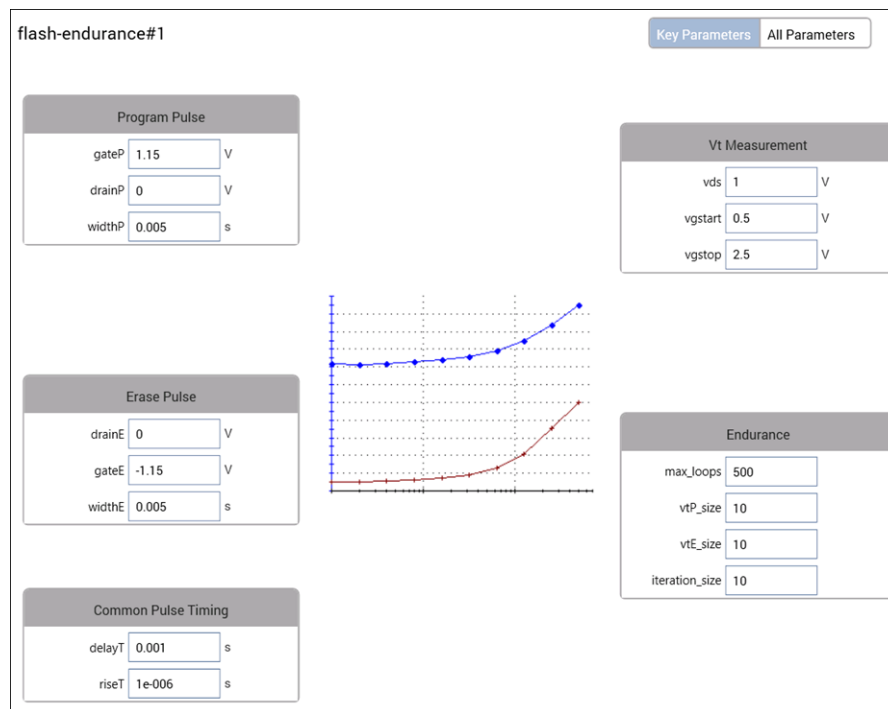 flash-endurance#1
Key Parameters All Parameters
Program Pulse
gateP 1.15 V
drainP 0 V
widthP 0.005 s
Vt Measurement
vds 1 V
vgstart 0.5 V
vgstop 2.5 V
Erase Pulse
drainE 0 V
gateE -1.15 V
widthE 0.005 s
Endurance
max_loops 500
vtP_size 10
vtE_size 10
iteration_size 10
Common Pulse Timing
delayT 0.001 s
riseT 1e-006 s